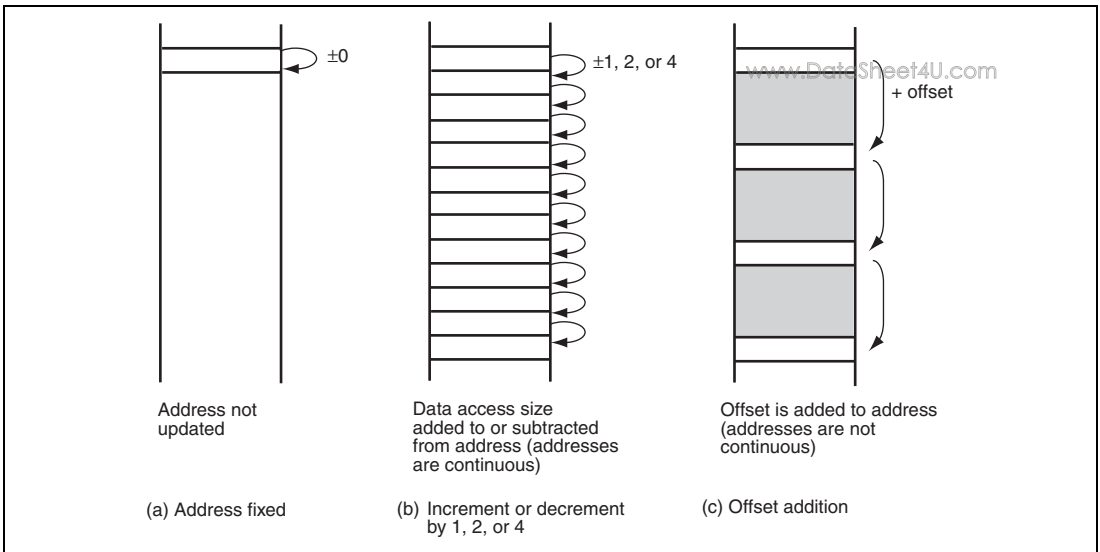 ±0
±1, 2, or 4
www.DataSheet4U.com
+ offset
Address not
updated
Data access size
added to or subtracted
from address (addresses
are continuous)
Offset is added to address
(addresses are not
continuous)
(a) Address fixed
(b) Increment or decrement
by 1, 2, or 4
(c) Offset addition